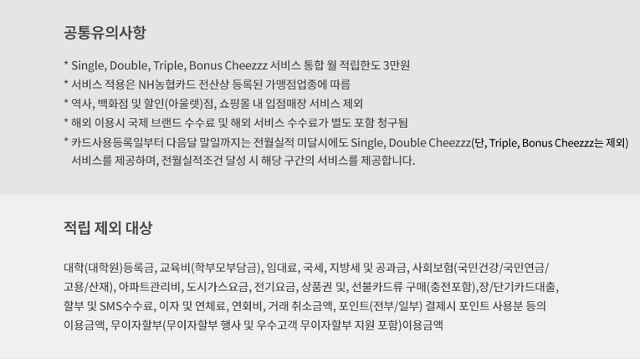 공통유의사항
* Single, Double, Triple, Bonus Cheezzz 서비스 통합 월 적립한도 3만원
* 서비스 적용은 NH농협카드 전산상 등록된 가맹점업종에 따름
* 역사, 백화점 및 할인(아울렛)점, 쇼핑몰 내 입점매장 서비스 제외
* 해외 이용시 국제 브랜드 수수료 및 해외 서비스 수수료가 별도 포함 청구됨
* 카드사용등록일부터 다음달 말일까지는 전월실적 미달시에도 Single, Double Cheezzz(단, Triple, Bonus Cheezzz는 제외)
서비스를 제공하며, 전월실적조건 달성 시 해당 구간의 서비스를 제공합니다.
적립 제외 대상
대학(대학원)등록금, 교육비(학부모부담금), 임대료, 국세, 지방세 및 공과금, 사회보험(국민건강/국민연금/
고용/산재), 아파트관리비, 도시가스요금, 전기요금, 상품권 및, 선불카드류 구매(충전포함),장/단기카드대출,
할부 및 SMS수수료, 이자 및 연체료, 연회비, 거래 취소금액, 포인트(전부/일부) 결제시 포인트 사용분 등의
이용금액, 무이자할부(무이자할부 행사 및 우수고객 무이자할부 지원 포함)이용금액